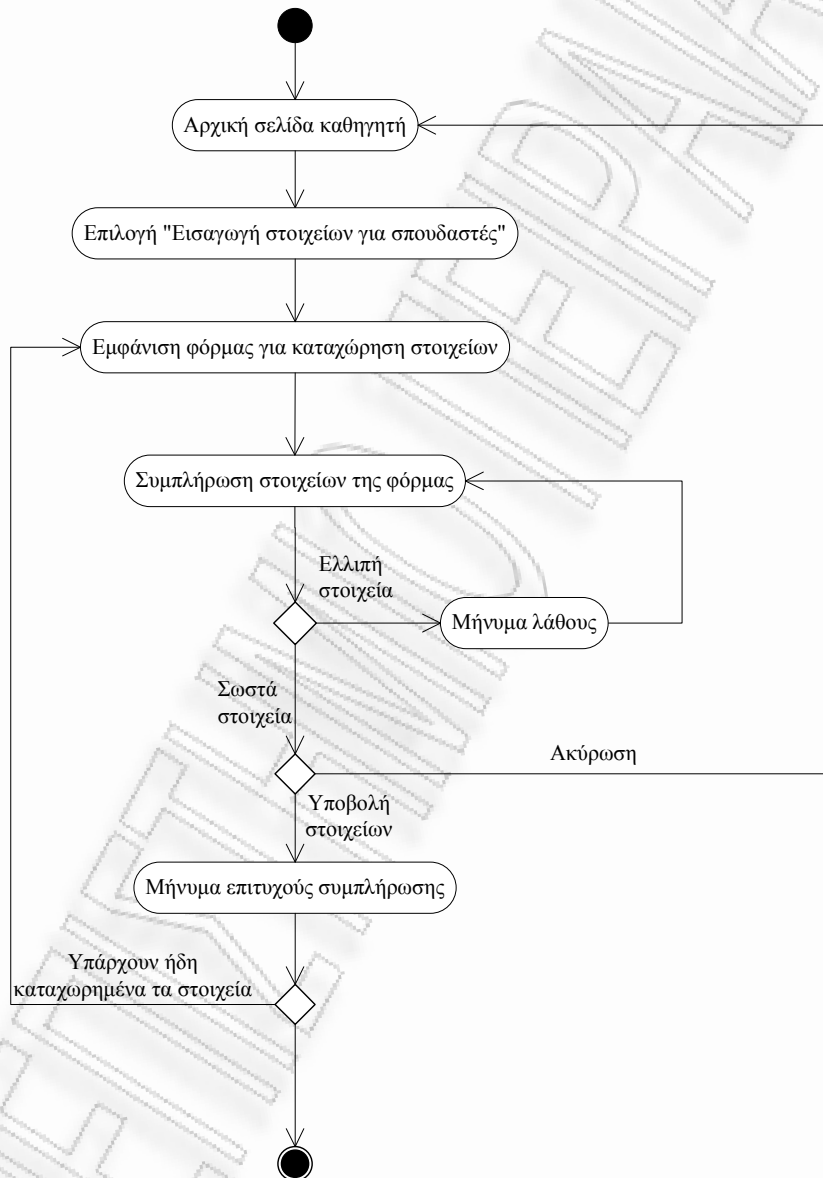 Αρχική σελίδα καθηγητή
Επιλογή "Εισαγωγή στοιχείων για σπουδαστές"
Εμφάνιση φόρμας για καταχώρηση στοιχείων
Συμπλήρωση στοιχείων της φόρμας
Ελλιπή
στοιχεία
Μήνυμα λάθους
Σωστά
στοιχεία
Ακύρωση
Υποβολή
στοιχείων
Μήνυμα επιτυχούς συμπλήρωσης
Υπάρχουν ήδη
καταχωρημένα τα στοιχεία